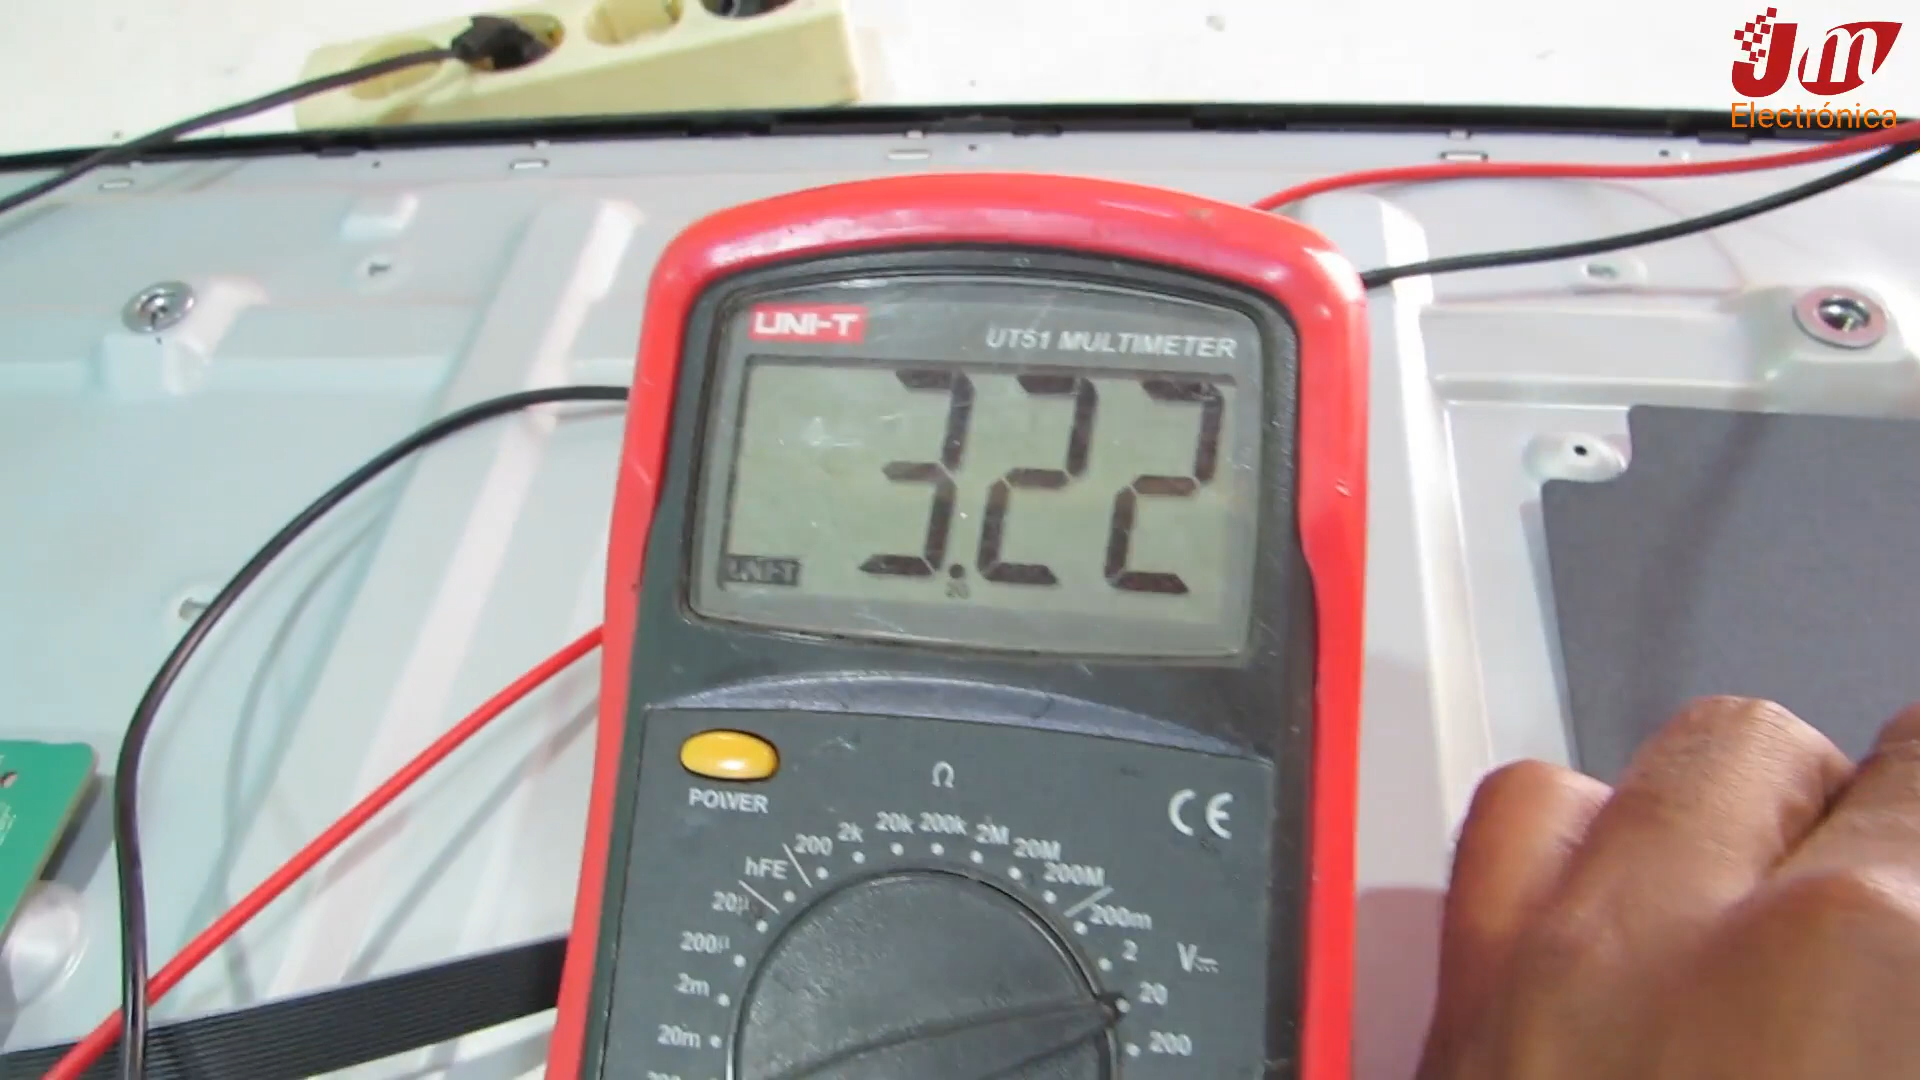 Jm
Electrónica
UNI-T
UT51 MULTIMETER
3.22
UNI-T
20
POWER
Ω
CE
hFE
200
2k
20k
200k
2M
20M
200M
200m
2
20
200
V
20µ
200µ
2m
20m